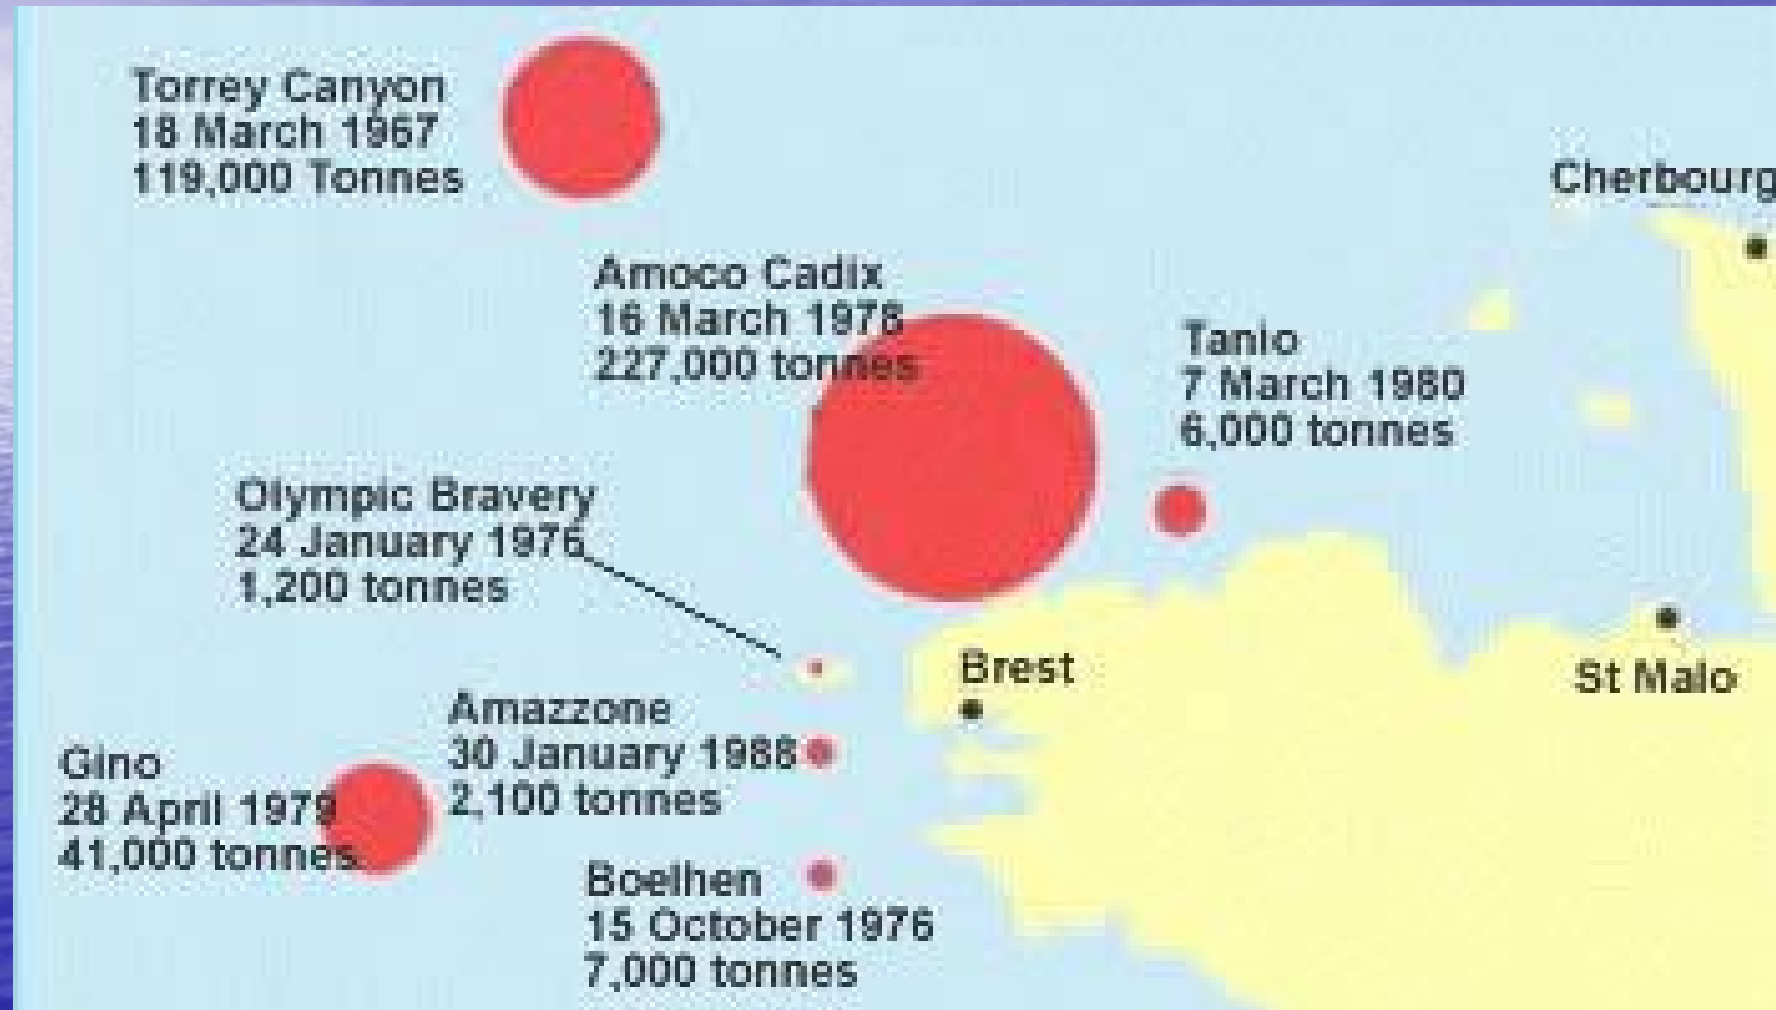 Torrey Canyon
18 March 1967
119,000 Tonnes
Cherbourg
Amoco Cadix
16 March 1978
227,000 tonnes
Tanio
7 March 1980
6,000 tonnes
Olympic Bravery
24 January 1976
1,200 tonnes
Brest
St Malo
Amazzone
30 January 1988
2,100 tonnes
Gino
28 April 1979
41,000 tonnes
Boelhen
15 October 1976
7,000 tonnes